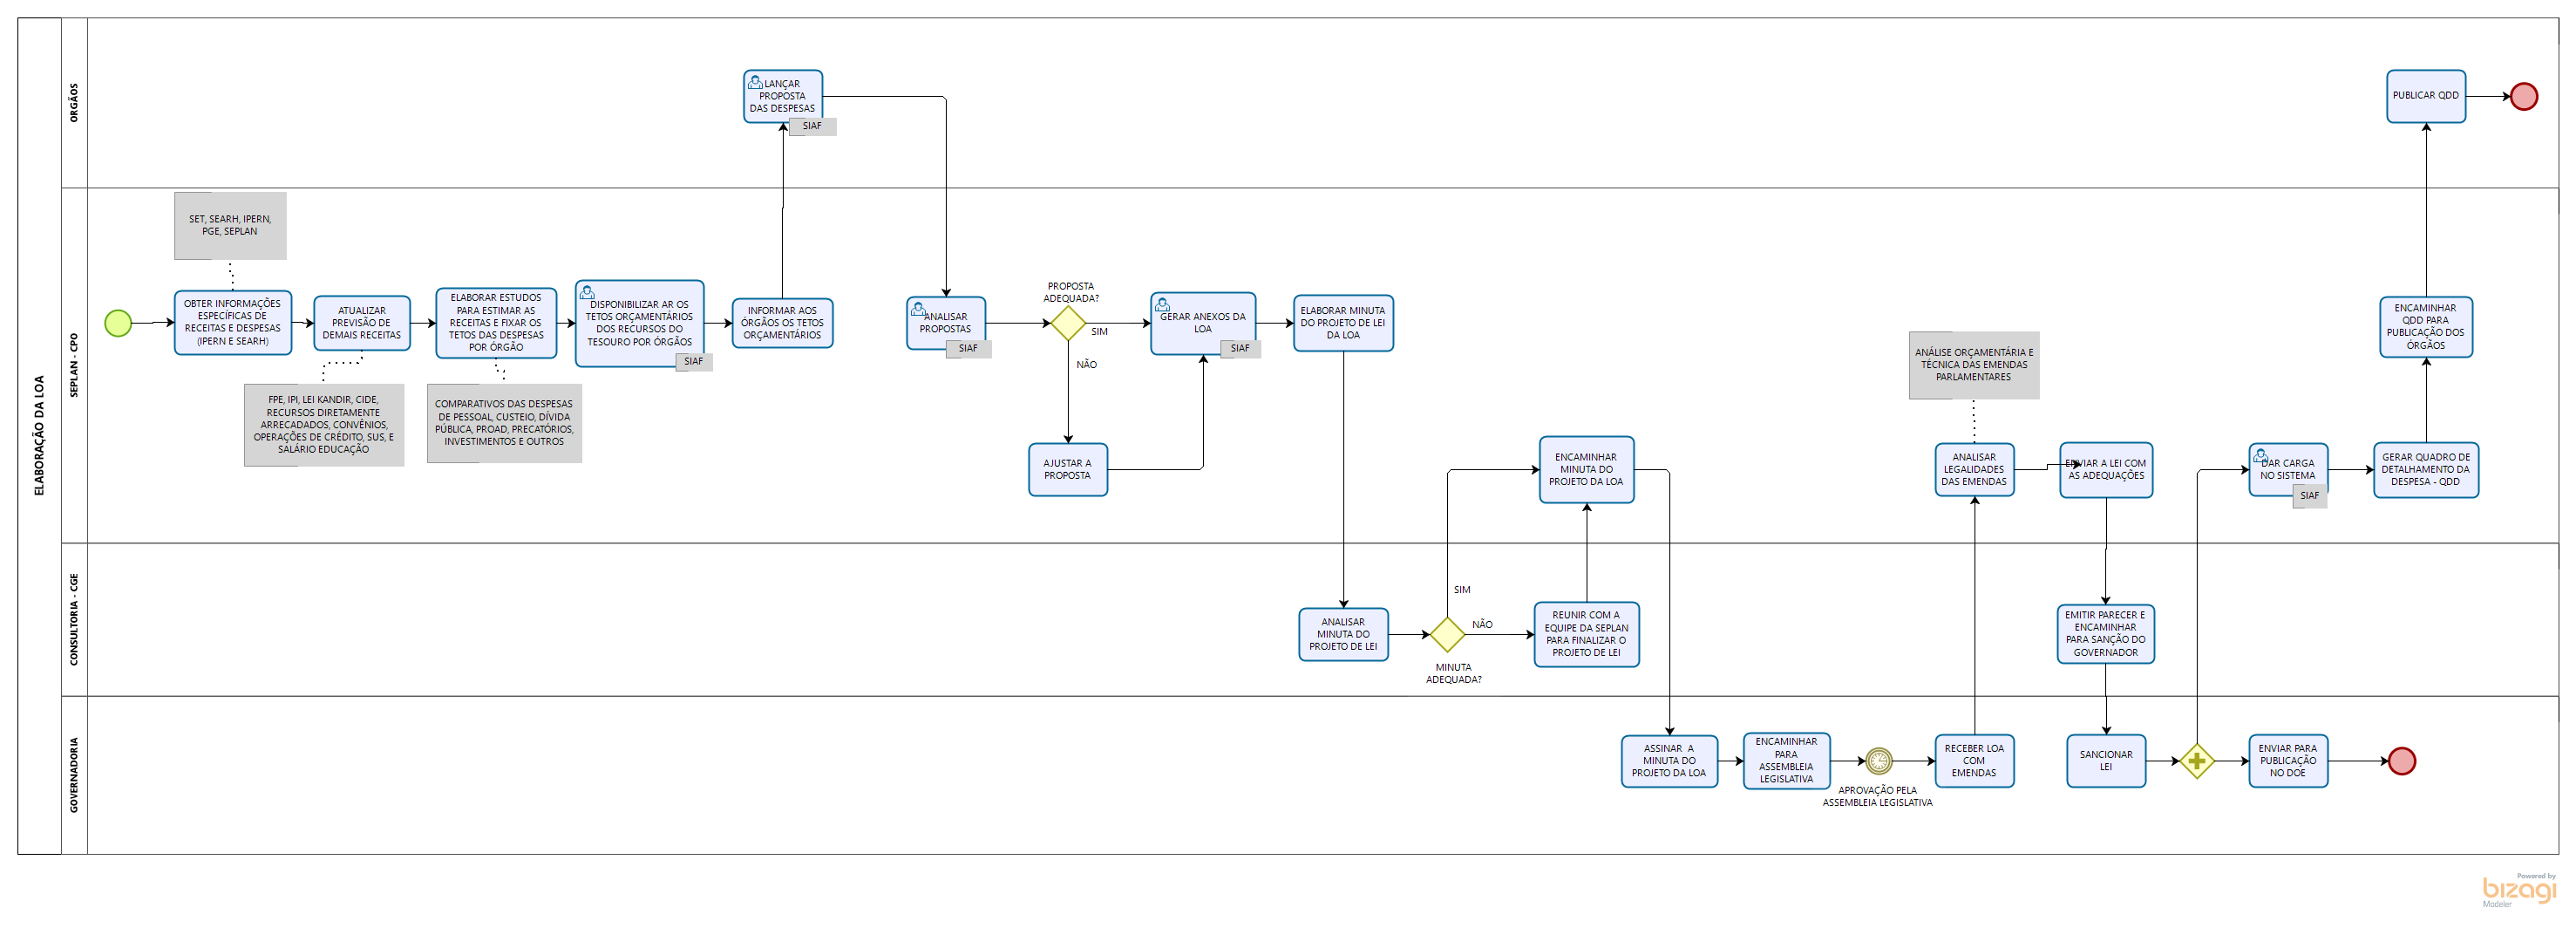 ELABORAÇÃO DA LOA
ORGÃOS
LANÇAR
PROPOSTA
DAS DESPESAS
SIAF
PUBLICAR QDD
SEPLAN - CPO
SET, SEARH, IPERN,
PGE, SEPLAN
OBTER INFORMAÇÕES
ESPECÍFICAS DE
RECEITAS E DESPESAS
(IPERN E SEARH)
ATUALIZAR
PREVISÃO DE
DEMAIS RECEITAS
FPE, IPI, LEI KANDIR, CIDE,
RECURSOS DIRETAMENTE
ARRECADADOS, CONVÊNIOS,
OPERAÇÕES DE CRÉDITO, SUS, E
SALÁRIO EDUCAÇÃO
ELABORAR ESTUDOS
PARA ESTIMAR AS
RECEITAS E FIXAR OS
TETOS DAS DESPESAS
POR ÓRGÃO
COMPARATIVOS DAS DESPESAS
DE PESSOAL, CUSTEIO, DÍVIDA
PÚBLICA, PROAD, PRECATÓRIOS,
INVESTIMENTOS E OUTROS
DISPONIBILIZAR AR OS
TETOS ORÇAMENTÁRIOS
DOS RECURSOS DO
TESOURO POR ÓRGÃOS
SIAF
INFORMAR AOS
ÓRGÃOS OS TETOS
ORÇAMENTÁRIOS
ANALISAR
PROPOSTAS
SIAF
PROPOSTA
ADEQUADA?
SIM
NÃO
AJUSTAR A
PROPOSTA
GERAR ANEXOS DA
LOA
SIAF
ELABORAR MINUTA
DO PROJETO DE LEI
DA LOA
ENCAMINHAR
MINUTA DO
PROJETO DA LOA
ANÁLISE ORÇAMENTÁRIA E
TÉCNICA DAS EMENDAS
PARLAMENTARES
ANALISAR
LEGALIDADES
DAS EMENDAS
ENVIAR A LEI COM
AS ADEQUAÇÕES
DAR CARGA
NO SISTEMA
SIAF
GERAR QUADRO DE
DETALHAMENTO DA
DESPESA - QDD
ENCAMINHAR
QDD PARA
PUBLICAÇÃO DOS
ÓRGÃOS
CONSULTORIA - CGE
ANALISAR
MINUTA DO
PROJETO DE LEI
SIM
NÃO
MINUTA
ADEQUADA?
REUNIR COM A
EQUIPE DA SEPLAN
PARA FINALIZAR O
PROJETO DE LEI
EMITIR PARECER E
ENCAMINHAR
PARA SANÇÃO DO
GOVERNADOR
GOVERNADORIA
ASSINAR A
MINUTA DO
PROJETO DA LOA
ENCAMINHAR
PARA
ASSEMBLEIA
LEGISLATIVA
APROVAÇÃO PELA
ASSEMBLEIA LEGISLATIVA
RECEBER LOA
COM
EMENDAS
SANCIONAR
LEI
ENVIAR PARA
PUBLICAÇÃO
NO DOE
Powered by
bizagi
Modeler